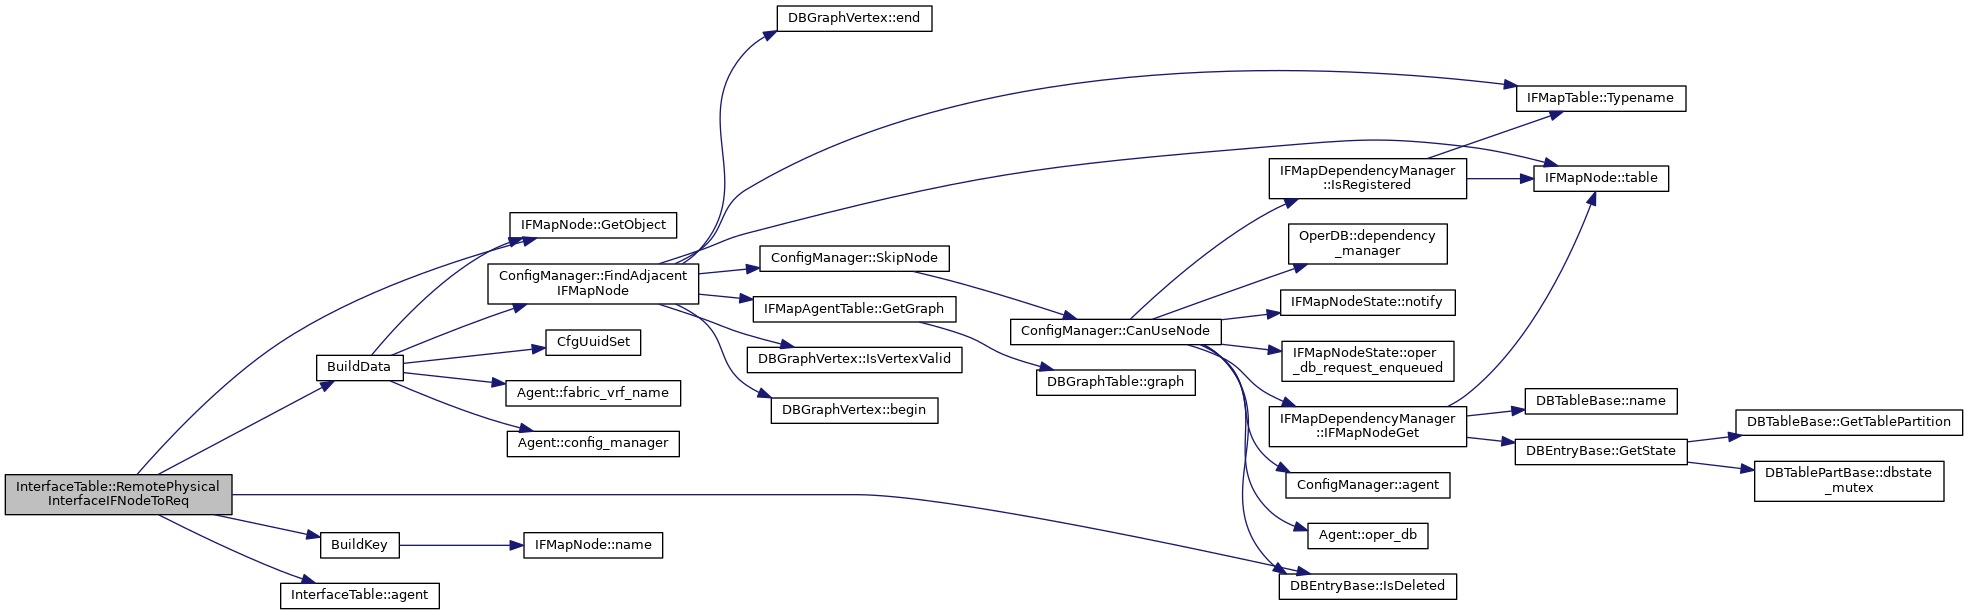 DBGraphVertex::end
IFMapTable::Typename
IFMapDependencyManager
::IsRegistered
IFMapNode::table
IFMapNode::GetObject
OperDB::dependency
_manager
ConfigManager::SkipNode
ConfigManager::FindAdjacent
IFMapNode
IFMapAgentTable::GetGraph
IFMapNodeState::notify
ConfigManager::CanUseNode
CfgUuidSet
DBGraphVertex::IsVertexValid
IFMapNodeState::oper
_db_request_enqueued
BuildData
DBGraphTable::graph
Agent::fabric_vrf_name
DBGraphVertex::begin
DBTableBase::name
IFMapDependencyManager
::IFMapNodeGet
DBTableBase::GetTablePartition
Agent::config_manager
DBEntryBase::GetState
DBTablePartBase::dbstate
_mutex
ConfigManager::agent
InterfaceTable::RemotePhysical
InterfaceIFNodeToReq
Agent::oper_db
BuildKey
IFMapNode::name
DBEntryBase::IsDeleted
InterfaceTable::agent